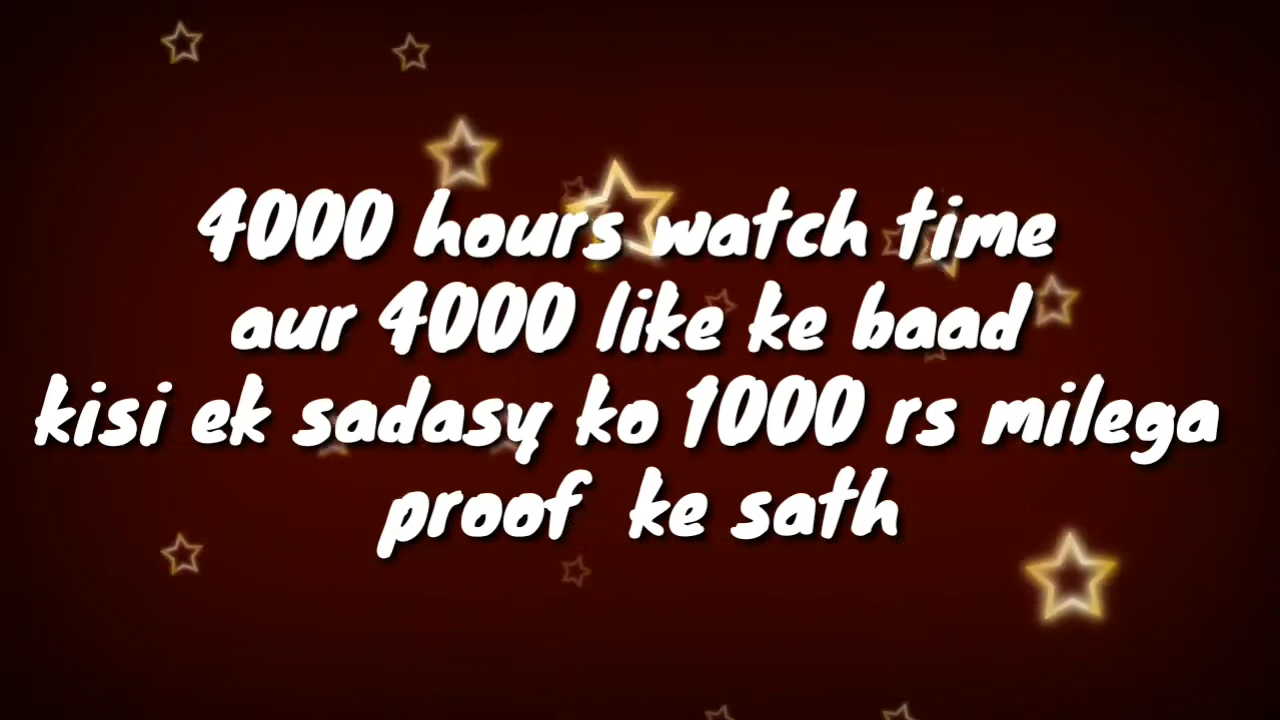 4000 hours watch time
aur 4000 like ke baad
kisi ek sadasy ko 1000 rs milega
proof ke sath